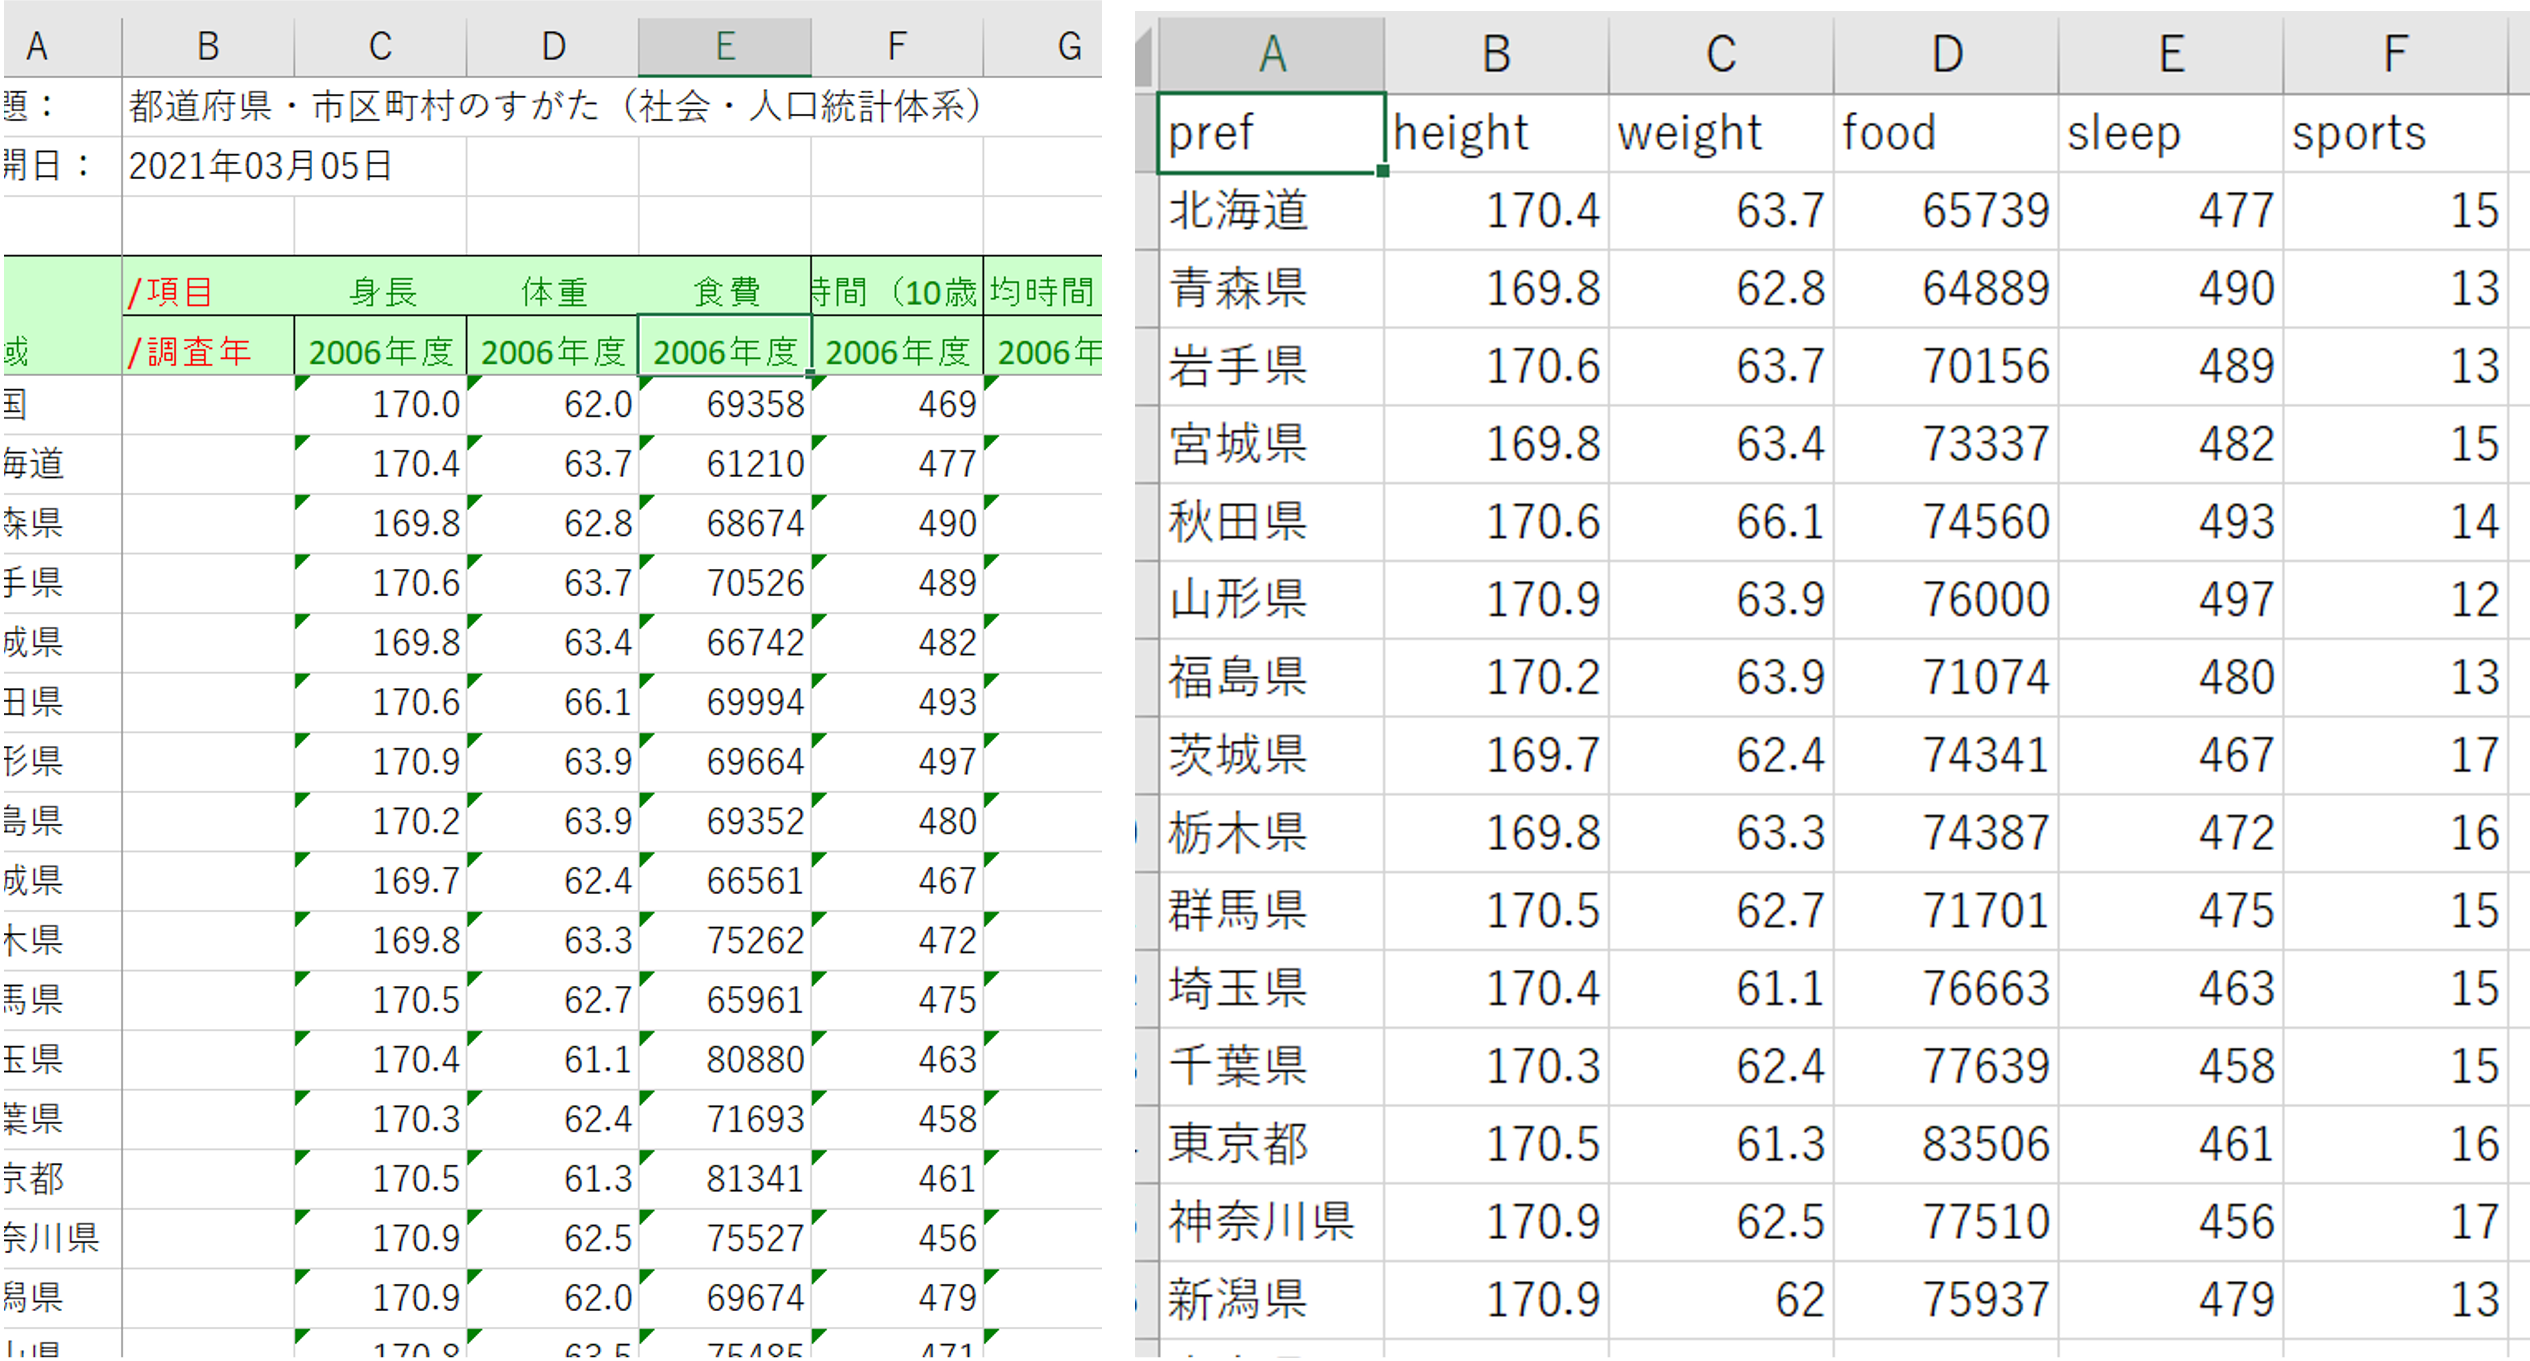 A B C D E F G
題： 都道府県・市区町村のすがた（社会・人口統計体系）
開日： 2021年03月05日
/項目 身長 体重 食費 時間（10歳 均時間
域 /調査年 2006年度 2006年度 2006年度 2006年度 2006年
国 170.0 62.0 69358 469
海道 170.4 63.7 61210 477
森県 169.8 62.8 68674 490
手県 170.6 63.7 70526 489
城県 169.8 63.4 66742 482
田県 170.6 66.1 69994 493
形県 170.9 63.9 69664 497
島県 170.2 63.9 69352 480
城県 169.7 62.4 66561 467
木県 169.8 63.3 75262 472
馬県 170.5 62.7 65961 475
玉県 170.4 61.1 80880 463
葉県 170.3 62.4 71693 458
京都 170.5 61.3 81341 461
奈川県 170.9 62.5 75527 456
潟県 170.9 62.0 69674 479
山県 170.8 63.5 75485 471
A B C D E F
pref height weight food sleep sports
北海道 170.4 63.7 65739 477 15
青森県 169.8 62.8 64889 490 13
岩手県 170.6 63.7 70156 489 13
宮城県 169.8 63.4 73337 482 15
秋田県 170.6 66.1 74560 493 14
山形県 170.9 63.9 76000 497 12
福島県 170.2 63.9 71074 480 13
茨城県 169.7 62.4 74341 467 17
栃木県 169.8 63.3 74387 472 16
群馬県 170.5 62.7 71701 475 15
埼玉県 170.4 61.1 76663 463 15
千葉県 170.3 62.4 77639 458 15
東京都 170.5 61.3 83506 461 16
神奈川県 170.9 62.5 77510 456 17
新潟県 170.9 62 75937 479 13